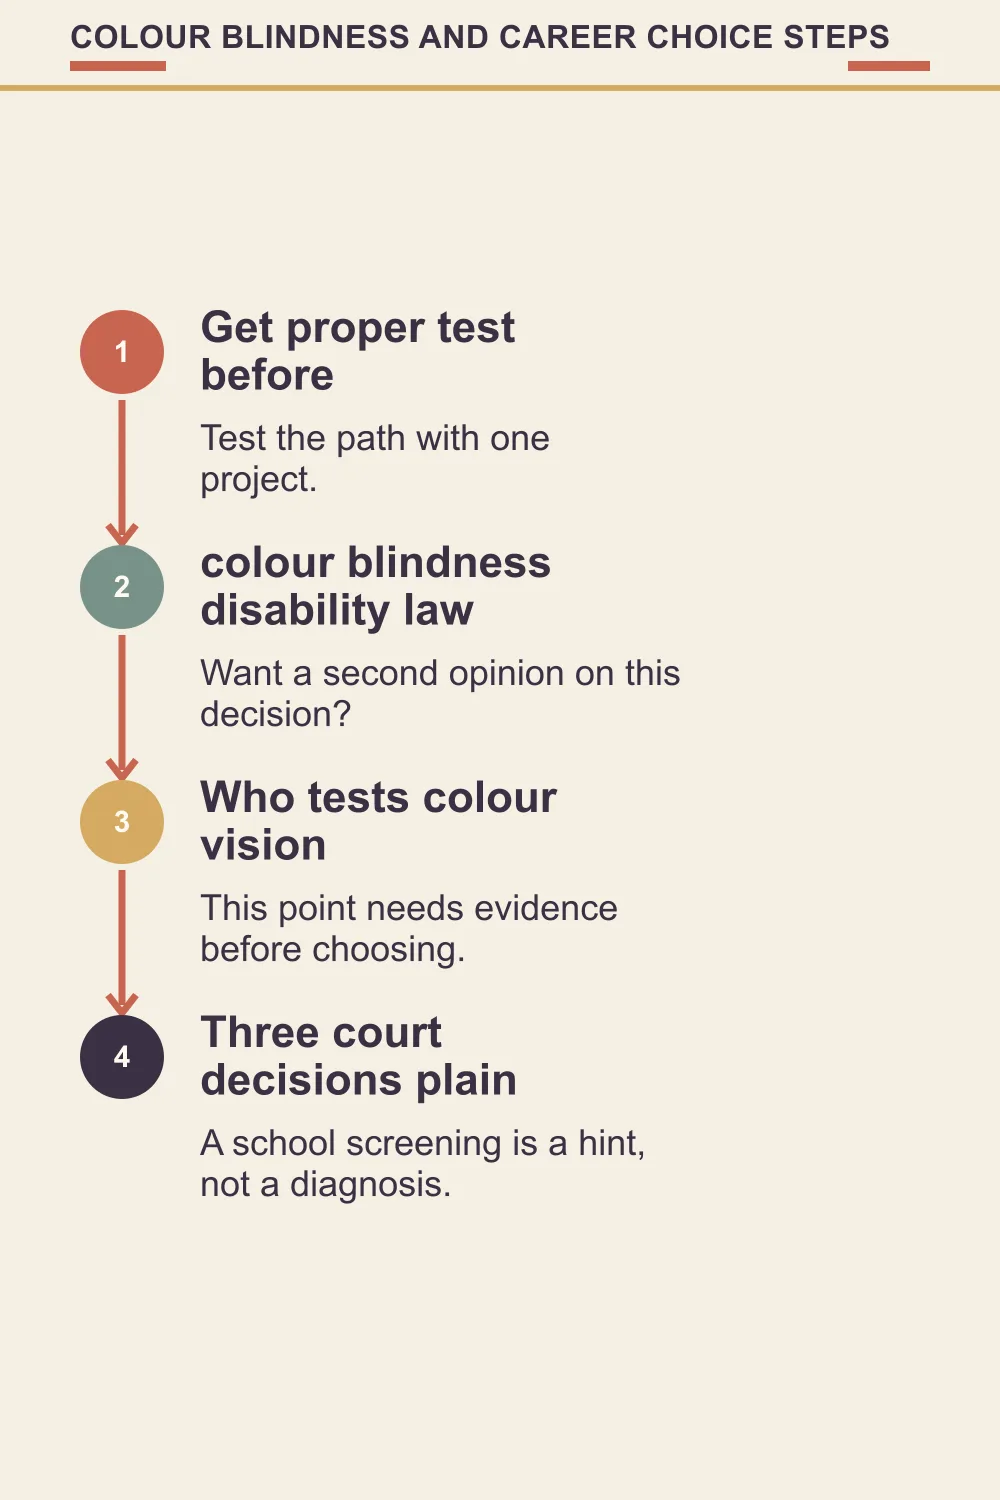 COLOUR BLINDNESS AND CAREER CHOICE STEPS
1
Get proper test
before
Test the path with one
project.
2
colour blindness
disability law
Want a second opinion on this
decision?
3
Who tests colour
vision
This point needs evidence
before choosing.
4
Three court
decisions plain
A school screening is a hint,
not a diagnosis.